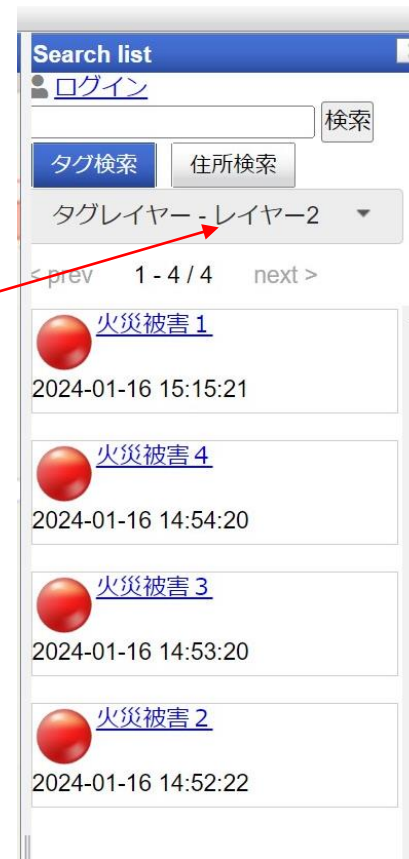 Search list
ログイン
検索
タグ検索 住所検索
タグレイヤー - レイヤー2
< prev 1 - 4 / 4 next >
火災被害１
2024-01-16 15:15:21
火災被害４
2024-01-16 14:54:20
火災被害３
2024-01-16 14:53:20
火災被害２
2024-01-16 14:52:22